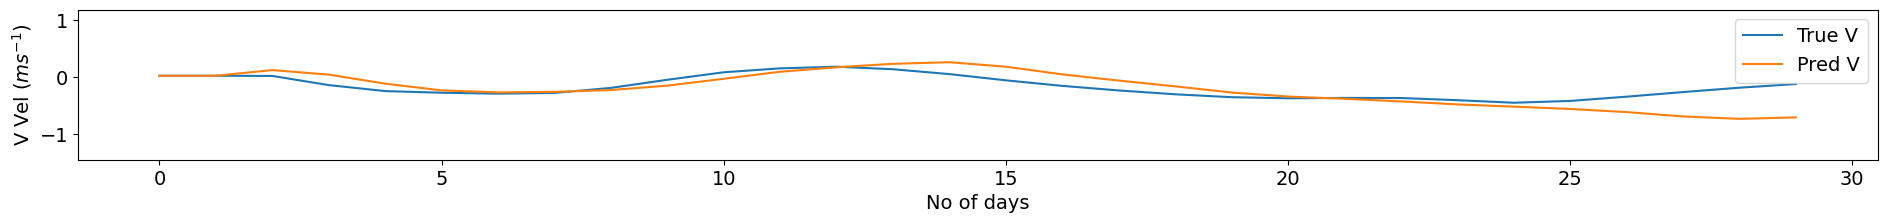 V Vel (ms⁻¹)
1
0
−1
True V
Pred V
0 5 10 15 20 25 30
No of days